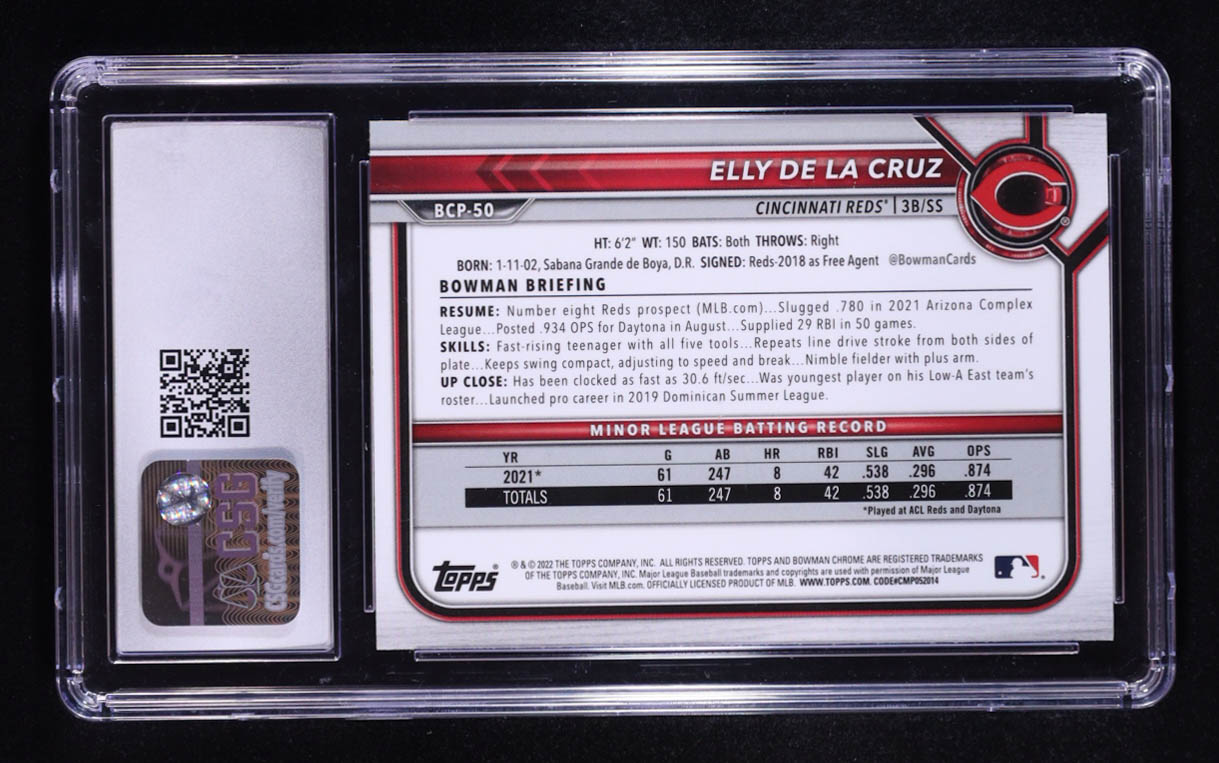 ELLY DE LA CRUZ
BCP-50
CINCINNATI REDS® | 3B/SS
HT: 6'2" WT: 150 BATS: Both THROWS: Right
BORN: 1-11-02, Sabana Grande de Boya, D.R. SIGNED: Reds-2018 as Free Agent @BowmanCards
BOWMAN BRIEFING
RESUME: Number eight Reds prospect (MLB.com)...Slugged .780 in 2021 Arizona Complex
League...Posted .934 OPS for Daytona in August...Supplied 29 RBI in 50 games.
SKILLS: Fast-rising teenager with all five tools...Repeats line drive stroke from both sides of
plate...Keeps swing compact, adjusting to speed and break...Nimble fielder with plus arm.
UP CLOSE: Has been clocked as fast as 30.6 ft/sec...Was youngest player on his Low-A East team's
roster...Launched pro career in 2019 Dominican Summer League.
MINOR LEAGUE BATTING RECORD
YR G AB HR RBI SLG AVG OPS
2021* 61 247 8 42 .538 .296 .874
TOTALS 61 247 8 42 .538 .296 .874
*Played at ACL Reds and Daytona
Topps®
® & © 2022 THE TOPPS COMPANY, INC. ALL RIGHTS RESERVED. TOPPS AND BOWMAN CHROME ARE REGISTERED TRADEMARKS
OF THE TOPPS COMPANY, INC. Major League Baseball trademarks and copyrights are used with permission of Major League
Baseball. Visit MLB.com. OFFICIALLY LICENSED PRODUCT OF MLB. WWW.TOPPS.COM. CODE#CMP052014
CSG
CSGcards.com/verify